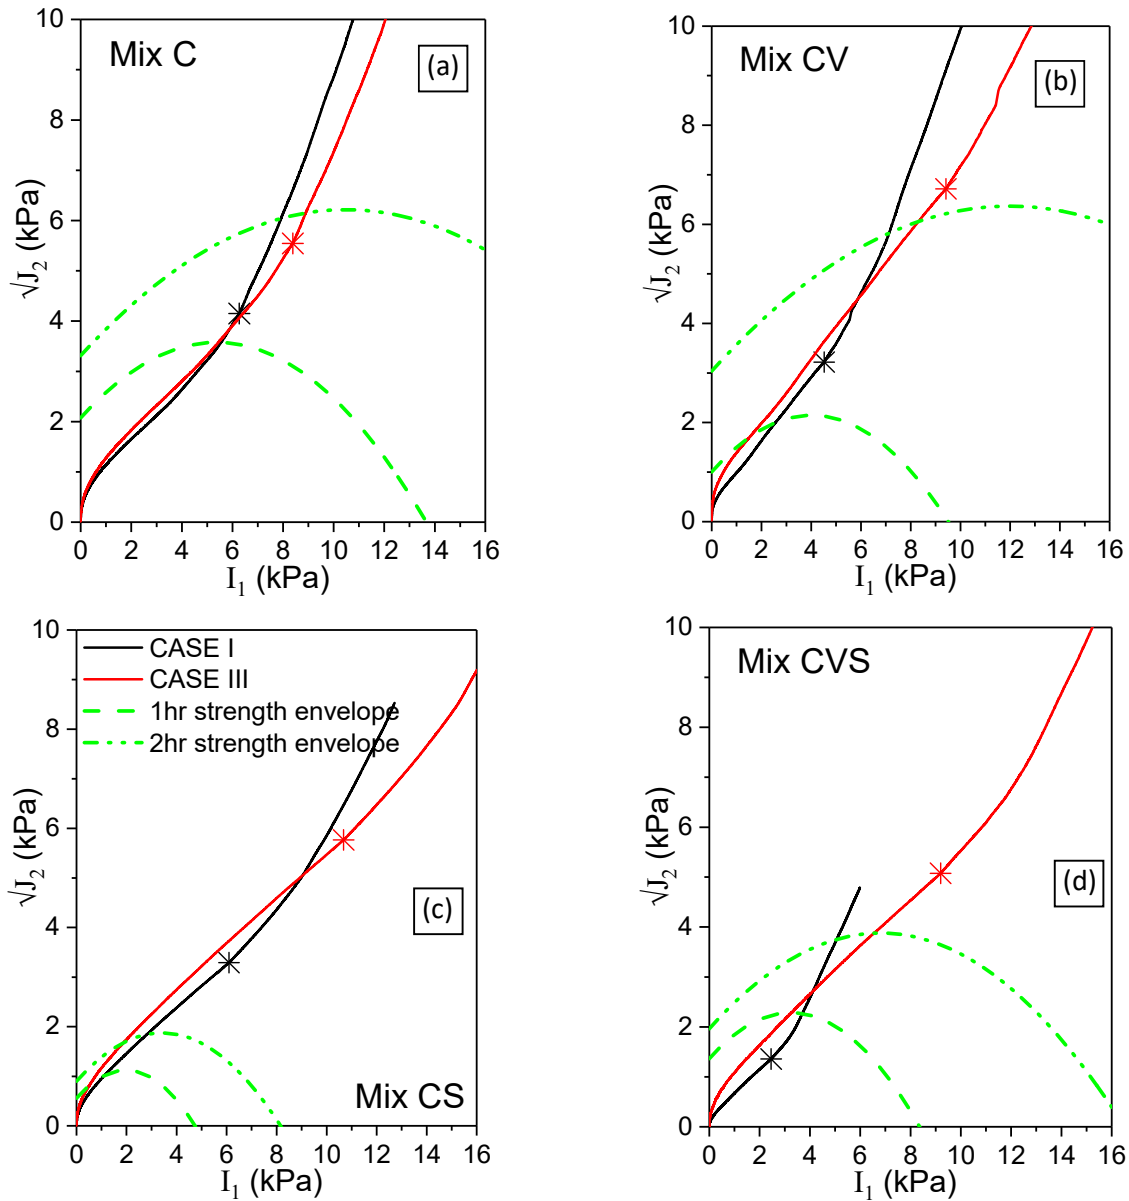 Mix C
(a)
10
8
6
4
2
0
√J2 (kPa)
0 2 4 6 8 10 12 14 16
I1 (kPa)
Mix CV
(b)
10
8
6
4
2
0
√J2 (kPa)
0 2 4 6 8 10 12 14 16
I1 (kPa)
CASE I
CASE III
1hr strength envelope
2hr strength envelope
(c)
Mix CS
10
8
6
4
2
0
√J2 (kPa)
0 2 4 6 8 10 12 14 16
I1 (kPa)
Mix CVS
(d)
10
8
6
4
2
0
√J2 (kPa)
0 2 4 6 8 10 12 14 16
I1 (kPa)